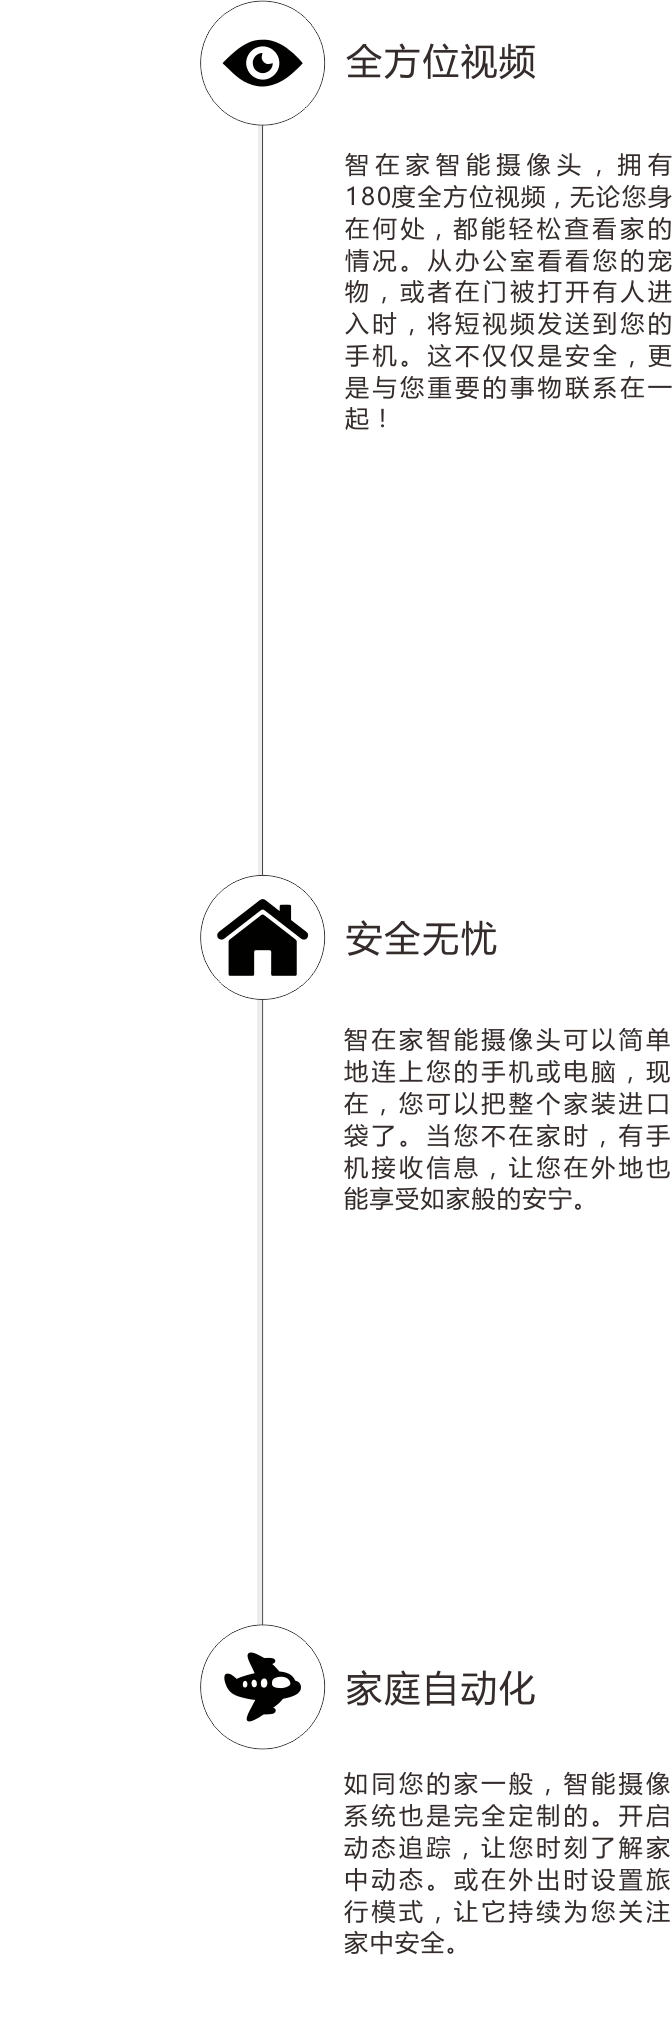 全方位视频
智在家智能摄像头，拥有
180度全方位视频，无论您身
在何处，都能轻松查看家的
情况。从办公室看看您的宠
物，或者在门被打开有人进
入时，将短视频发送到您的
手机。这不仅仅是安全，更
是与您重要的事物联系在一
起！
安全无忧
智在家智能摄像头可以简单
地连上您的手机或电脑，现
在，您可以把整个家装进口
袋了。当您不在家时，有手
机接收信息，让您在外地也
能享受如家般的安宁。
家庭自动化
如同您的家一般，智能摄像
系统也是完全定制的。开启
动态追踪，让您时刻了解家
中动态。或在外出时设置旅
行模式，让它持续为您关注
家中安全。